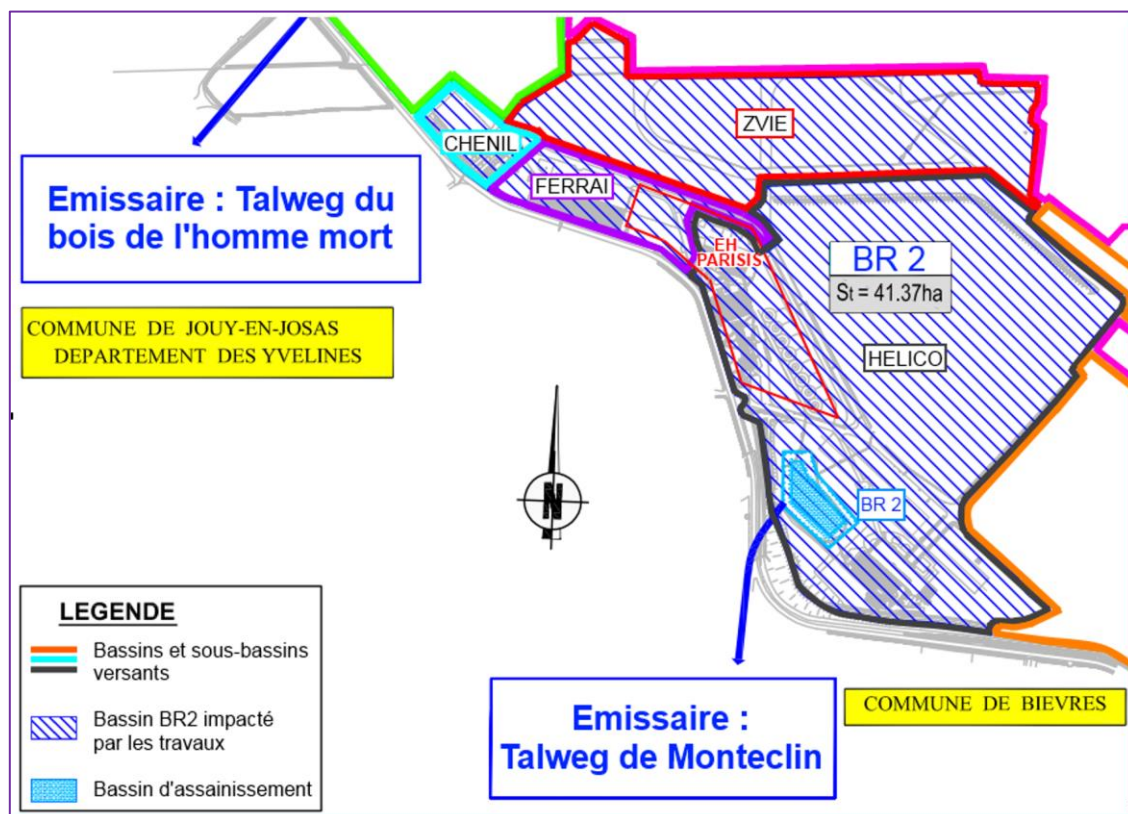 CHENIL
ZVIE
FERRAI
EH
PARISIS
BR 2
St = 41.37ha
HELICO
BR 2
Emissaire : Talweg du
bois de l'homme mort
COMMUNE DE JOUY-EN-JOSAS
DEPARTEMENT DES YVELINES
N
LEGENDE
Bassins et sous-bassins
versants
Bassin BR2 impacté
par les travaux
Bassin d'assainissement
Emissaire :
Talweg de Monteclin
COMMUNE DE BIEVRES